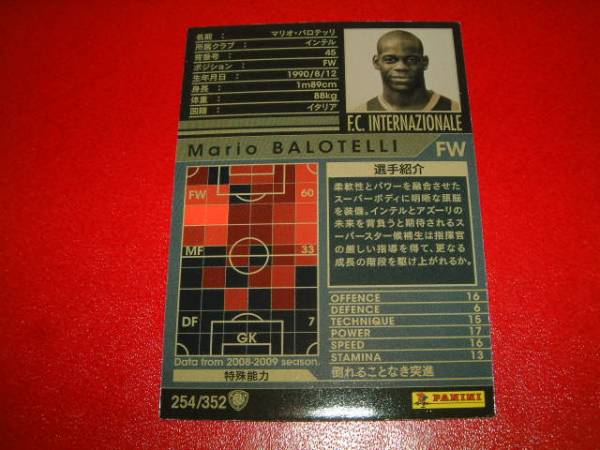 名前 : マリオ・バロテッリ
所属クラブ : インテル
背番号 : 45
ポジション : FW
生年月日 : 1990/8/12
身長 : 1m89cm
体重 : 88kg
国籍 : イタリア
F.C. INTERNAZIONALE
Mario BALOTELLI FW
FW 60
MF 33
DF 7
GK
Data from 2008-2009 season.
特殊能力
選手紹介
柔軟性とパワーを融合させた
スーパーボディに明晰な頭脳
を装備。インテルとアズーリの
未来を背負うと期待されるス
ーパースター候補生は指揮官
の厳しい指導を得て、更なる
成長の階段を駆け上がれるか。
OFFENCE 16
DEFENCE 6
TECHNIQUE 15
POWER 17
SPEED 16
STAMINA 13
倒れることなき突進
254/352
PANINI